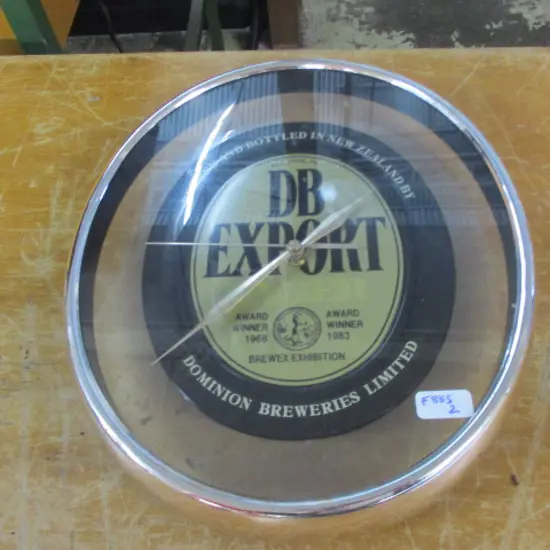 AND BOTTLED IN NEW ZEALAND BY
DB
EXPORT
AWARD WINNER 1968
AWARD WINNER 1983
BREWEX EXHIBITION
DOMINION BREWERIES LIMITED
F885
2